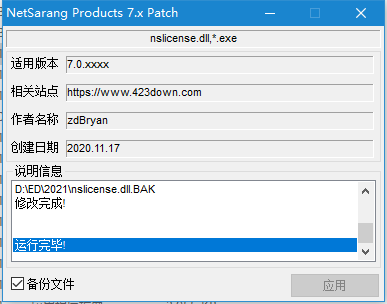 NetSarang Products 7.x Patch
nslicense.dll,*.exe
适用版本 7.0.xxxx
相关站点 https://www.423down.com
作者名称 zdBryan
创建日期 2020.11.17
说明信息
D:\ED\2021\nslicense.dll.BAK
修改完成!
运行完毕!
备份文件 应用